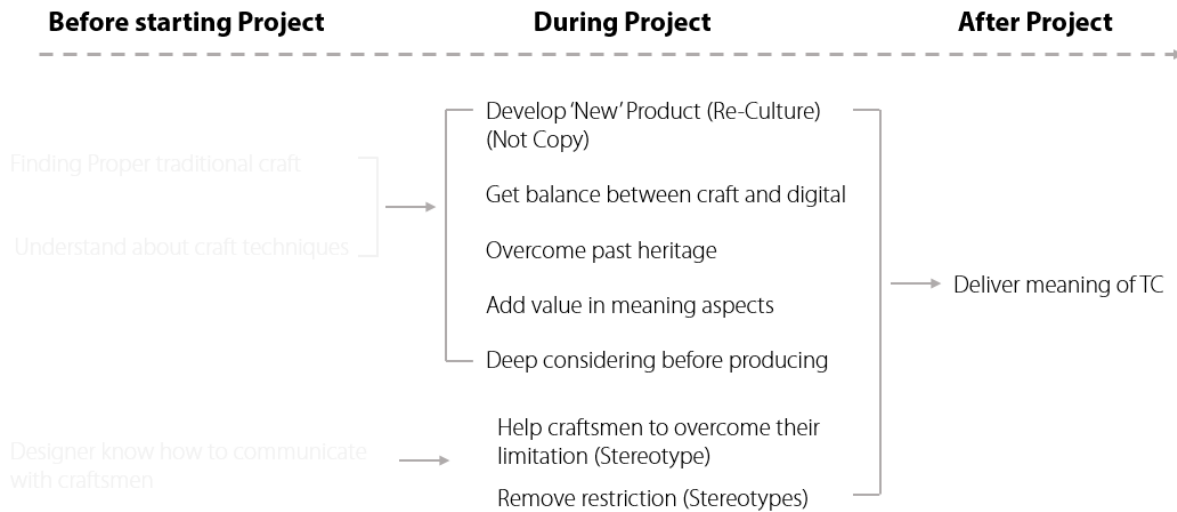 Before starting Project
During Project
After Project
Finding Proper traditional craft
Understand about craft techniques
Designer know how to communicate
with craftsmen
Develop ‘New’ Product (Re-Culture)
(Not Copy)
Get balance between craft and digital
Overcome past heritage
Add value in meaning aspects
Deep considering before producing
Help craftsmen to overcome their
limitation (Stereotype)
Remove restriction (Stereotypes)
Deliver meaning of TC